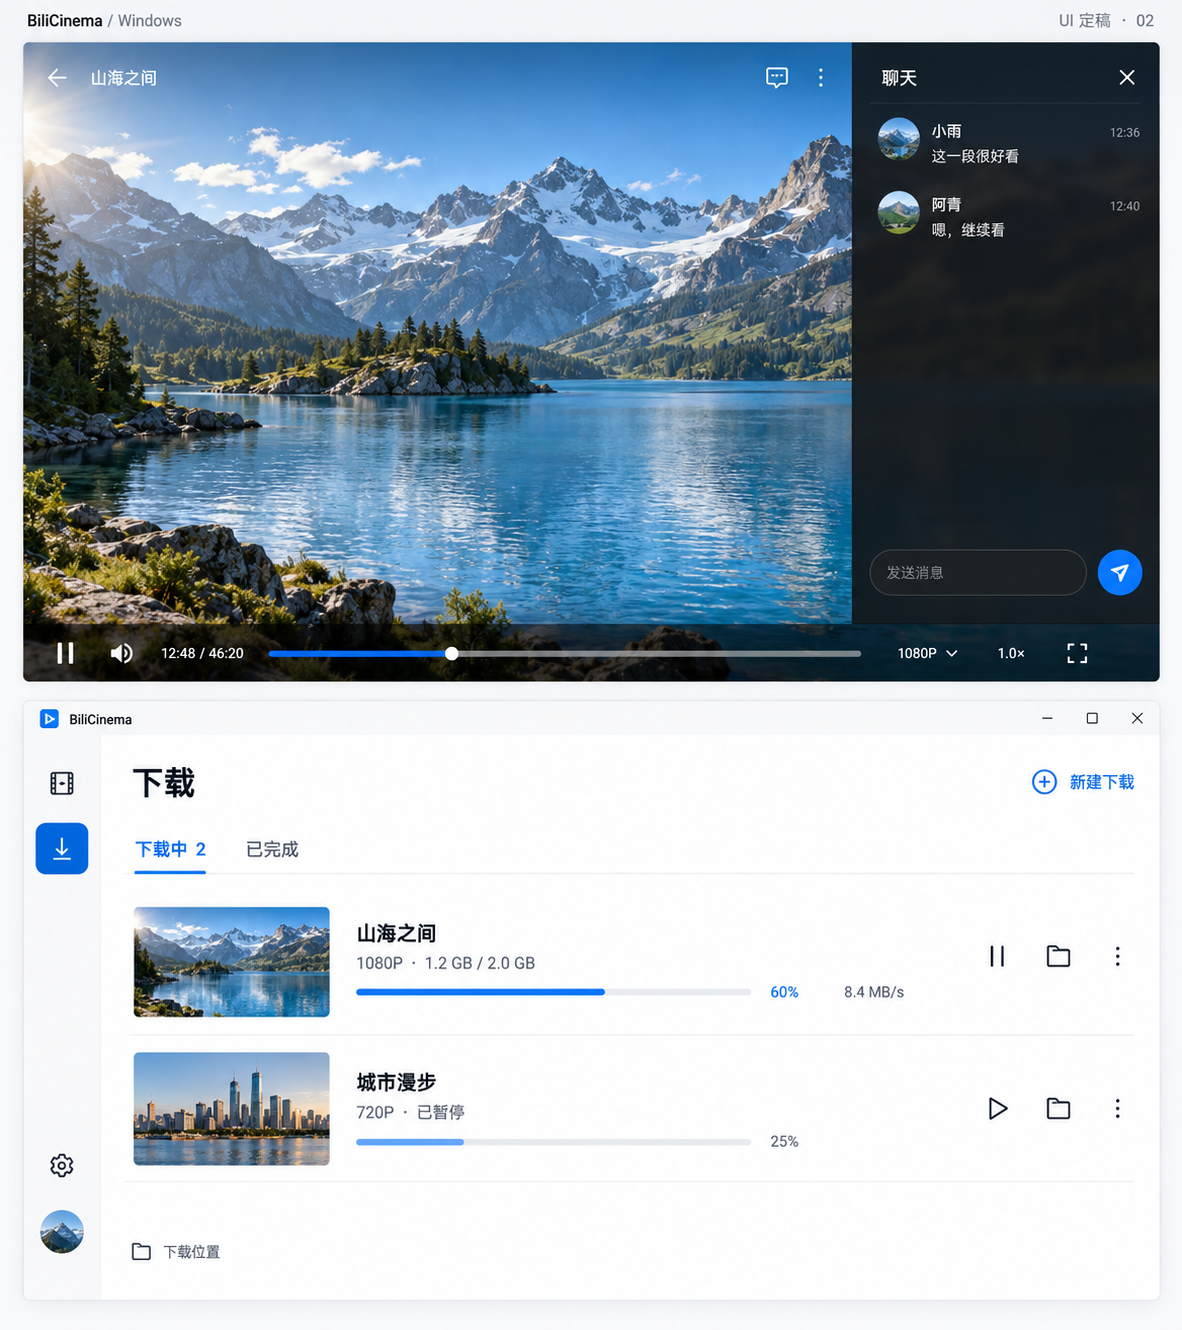 BiliCinema / Windows
UI 定稿 · 02
山海之间
聊天
小雨
12:36
这一段很好看
阿青
12:40
嗯，继续看
发送消息
12:48 / 46:20
1080P
1.0×
BiliCinema
下载
新建下载
下载中 2
已完成
山海之间
1080P · 1.2 GB / 2.0 GB
60%
8.4 MB/s
城市漫步
720P · 已暂停
25%
下载位置